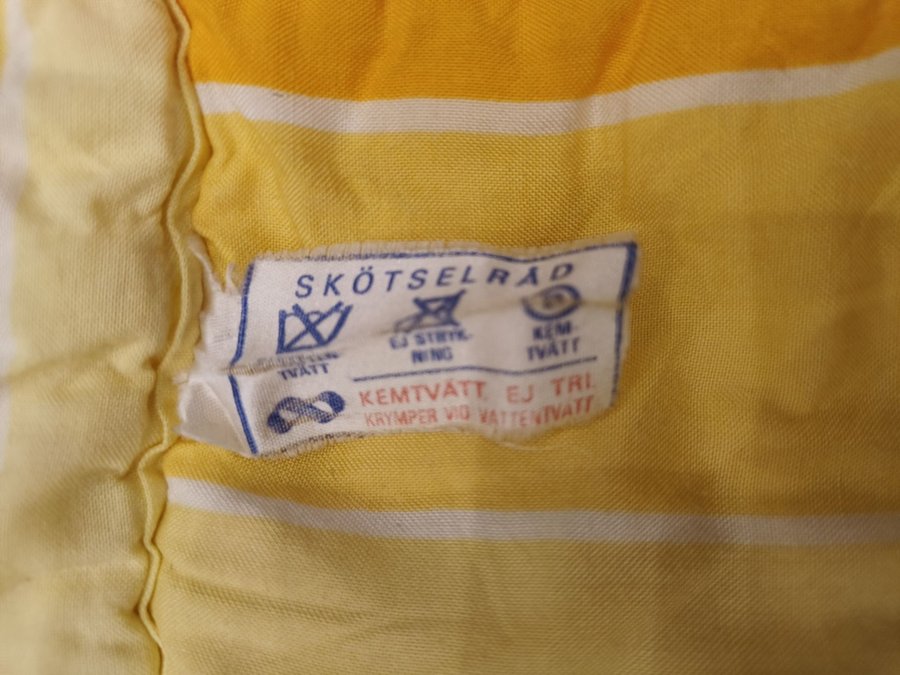 SKÖTSELRÅD
TVÄTT
EJ STRYK-
NING
KEM-
TVÄTT
KEMTVÄTT, EJ TRI.
KRYMPER VID VATTENTVÄTT